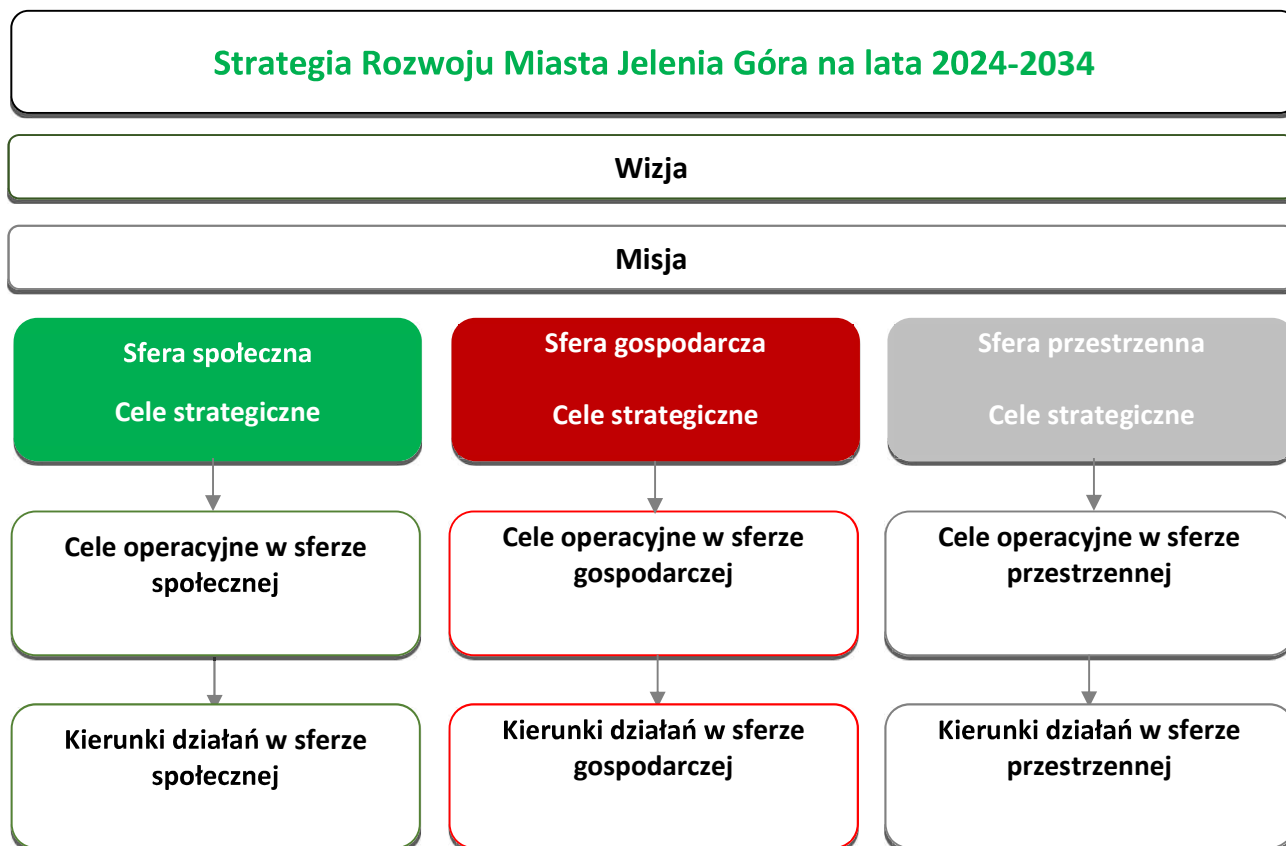 Strategia Rozwoju Miasta Jelenia Góra na lata 2024-2034
Wizja
Misja
Sfera społeczna
Cele strategiczne
Sfera gospodarcza
Cele strategiczne
Sfera przestrzenna
Cele strategiczne
Cele operacyjne w sferze
społecznej
Cele operacyjne w sferze
gospodarczej
Cele operacyjne w sferze
przestrzennej
Kierunki działań w sferze
społecznej
Kierunki działań w sferze
gospodarczej
Kierunki działań w sferze
przestrzennej